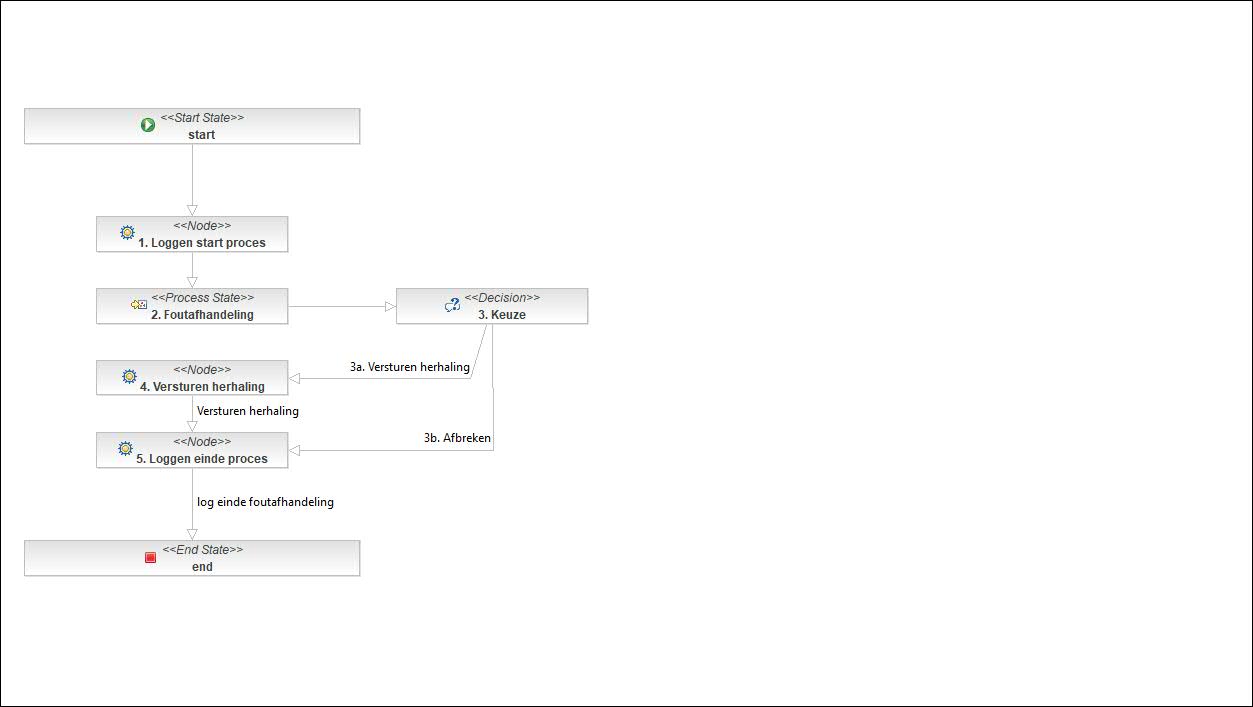 <<Start State>>
start
<<Node>>
1. Loggen start proces
<<Process State>>
2. Foutafhandeling
<<Decision>>
3. Keuze
3a. Versturen herhaling
<<Node>>
4. Versturen herhaling
Versturen herhaling
3b. Afbreken
<<Node>>
5. Loggen einde proces
log einde foutafhandeling
<<End State>>
end